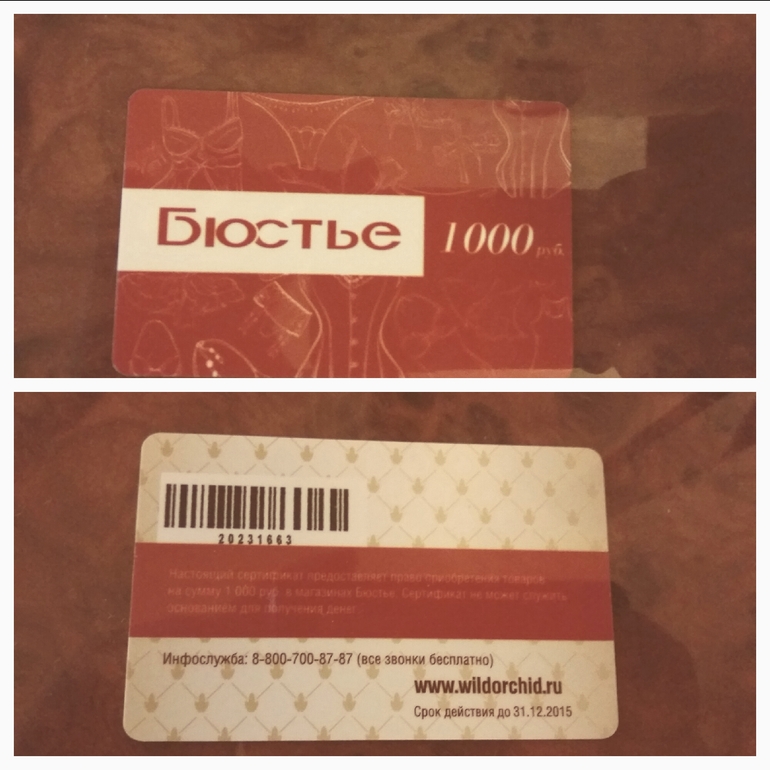 Бюстье
1000 руб.
20231663
Настоящий сертификат предоставляет право приобретения товаров
на сумму 1 000 руб. в магазинах Бюстье. Сертификат не может служить
основанием для получения денег.
Инфослужба: 8-800-700-87-87 (все звонки бесплатно)
www.wildorchid.ru
Срок действия до 31.12.2015